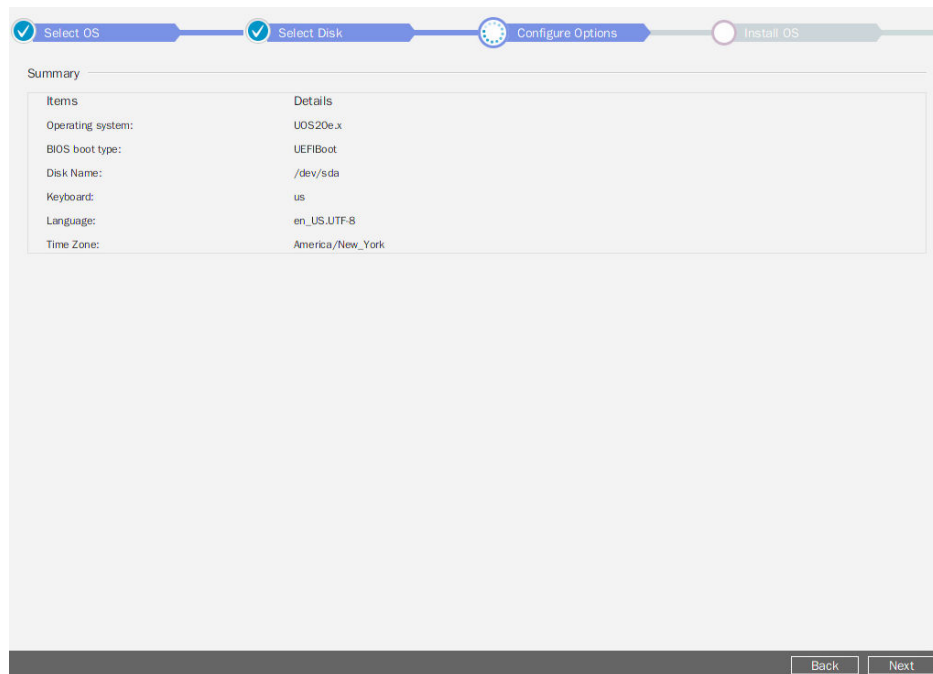 Select OS Select Disk Configure Options Install OS
Summary
Items Details
Operating system: UOS20e.x
BIOS boot type: UEFIBoot
Disk Name: /dev/sda
Keyboard: us
Language: en_US.UTF-8
Time Zone: America/New_York
Back Next